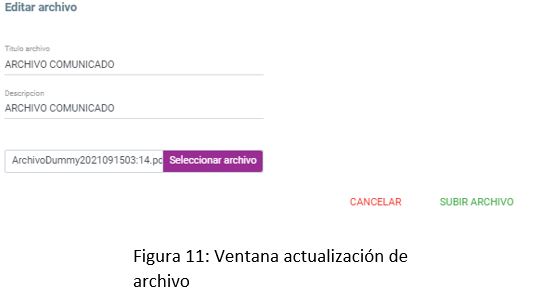 Editar archivo
Titulo archivo
ARCHIVO COMUNICADO
Descripcion
ARCHIVO COMUNICADO
ArchivoDummy2021091503:14.pc Seleccionar archivo
CANCELAR SUBIR ARCHIVO
Figura 11: Ventana actualización de
archivo